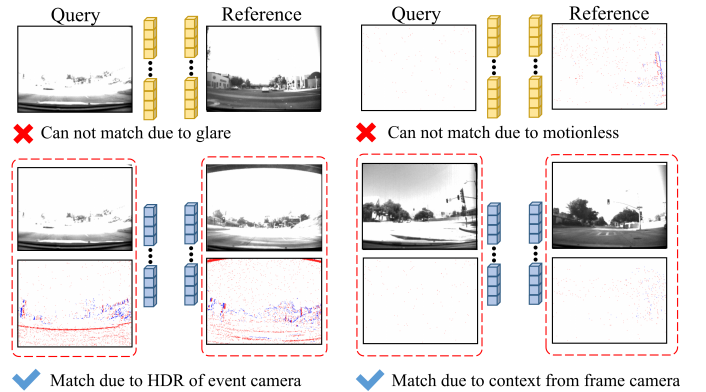 Query
Reference
Query
Reference
Can not match due to glare
Can not match due to motionless
Match due to HDR of event camera
Match due to context from frame camera